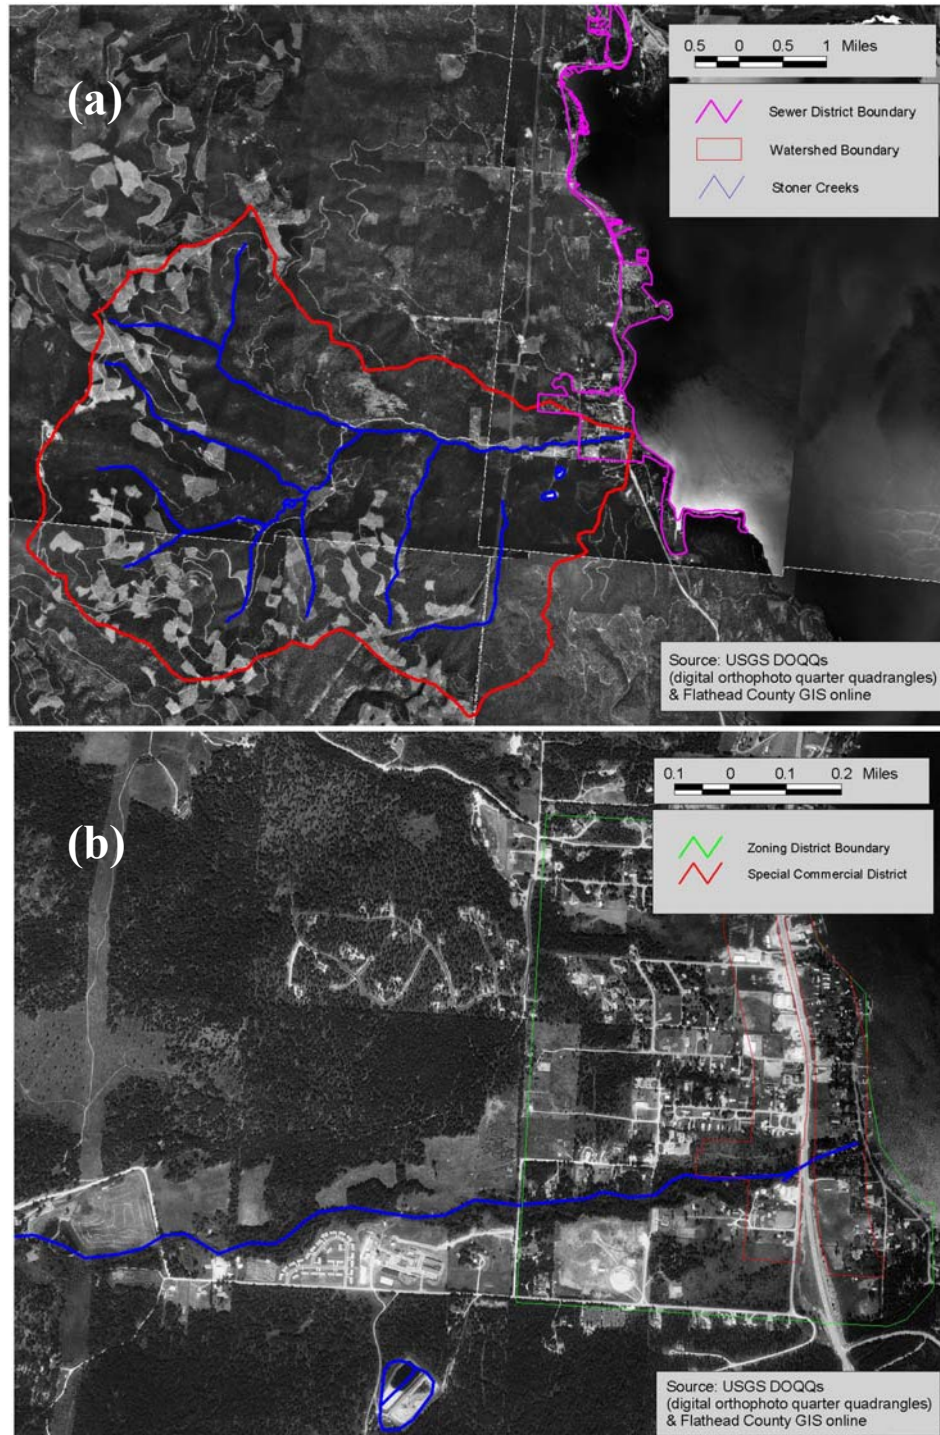 (a)
0.5 0 0.5 1 Miles
Sewer District Boundary
Watershed Boundary
Stoner Creeks
Source: USGS DOQQs
(digital orthophoto quarter quadrangles)
& Flathead County GIS online
(b)
0.1 0 0.1 0.2 Miles
Zoning District Boundary
Special Commercial District
Source: USGS DOQQs
(digital orthophoto quarter quadrangles)
& Flathead County GIS online